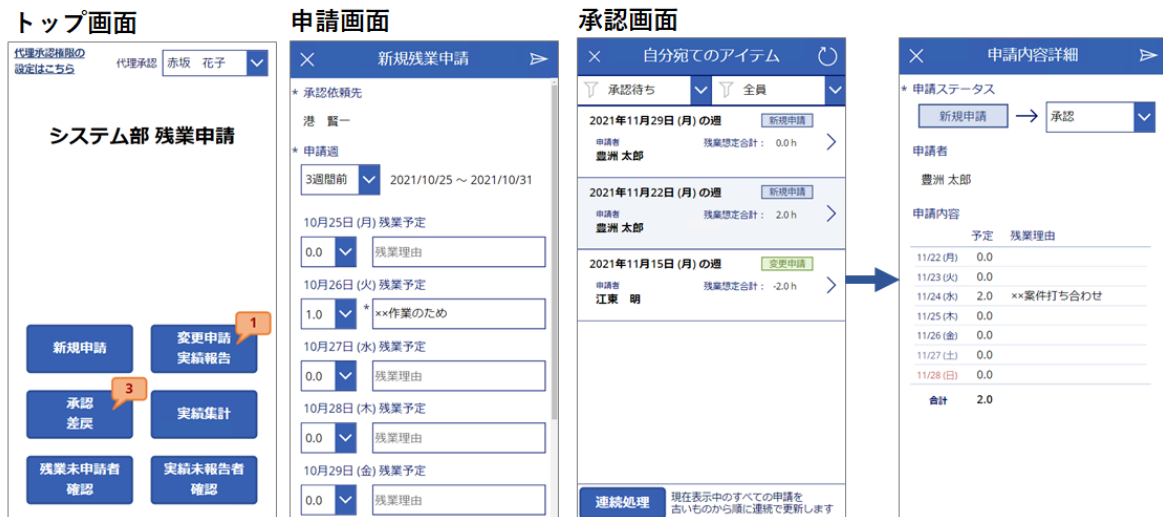 トップ画面
代理承認権限の
設定はこちら
代理承認
赤坂 花子
システム部 残業申請
新規申請
変更申請
実績報告
1
承認
差戻
3
実績集計
残業未申請者
確認
実績未報告者
確認
申請画面
新規残業申請
* 承認依頼先
港 賢一
* 申請週
3週間前
2021/10/25 ～ 2021/10/31
10月25日 (月) 残業予定
0.0
残業理由
10月26日 (火) 残業予定
1.0
* ××作業のため
10月27日 (水) 残業予定
0.0
残業理由
10月28日 (木) 残業予定
0.0
残業理由
10月29日 (金) 残業予定
0.0
残業理由
承認画面
自分宛てのアイテム
承認待ち
全員
2021年11月29日 (月) の週
新規申請
申請者
残業想定合計： 0.0 h
豊洲 太郎
2021年11月22日 (月) の週
新規申請
申請者
残業想定合計： 2.0 h
豊洲 太郎
2021年11月15日 (月) の週
変更申請
申請者
残業想定合計： -2.0 h
江東 明
連続処理
現在表示中のすべての申請を
古いものから順に連続で更新します
申請内容詳細
* 申請ステータス
新規申請
承認
申請者
豊洲 太郎
申請内容
予定 残業理由
11/22 (月) 0.0
11/23 (火) 0.0
11/24 (水) 2.0 ××案件打ち合わせ
11/25 (木) 0.0
11/26 (金) 0.0
11/27 (土) 0.0
11/28 (日) 0.0
合計 2.0